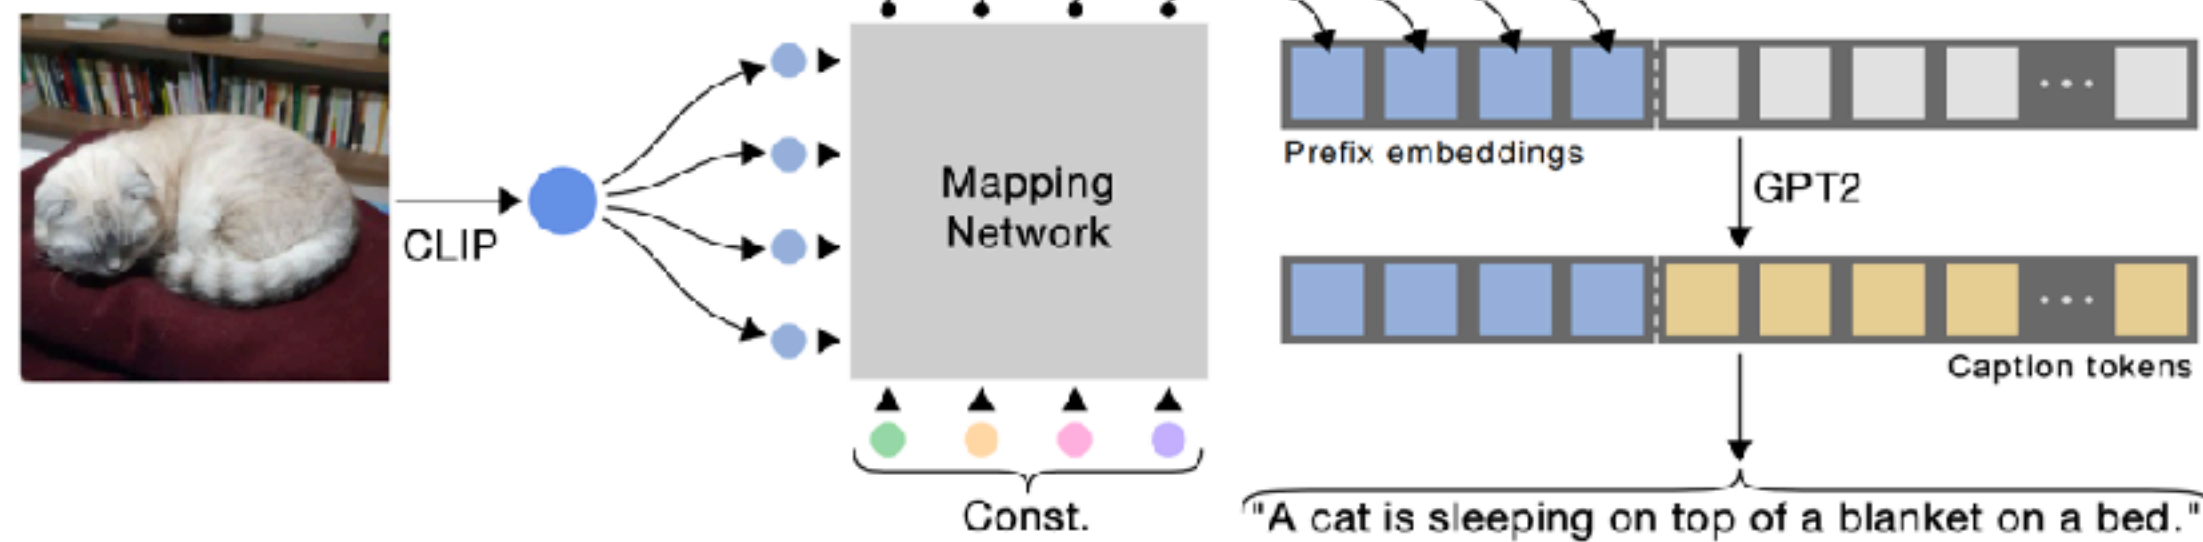 CLIP
Mapping
Network
Const.
Prefix embeddings
GPT2
Caption tokens
"A cat is sleeping on top of a blanket on a bed."